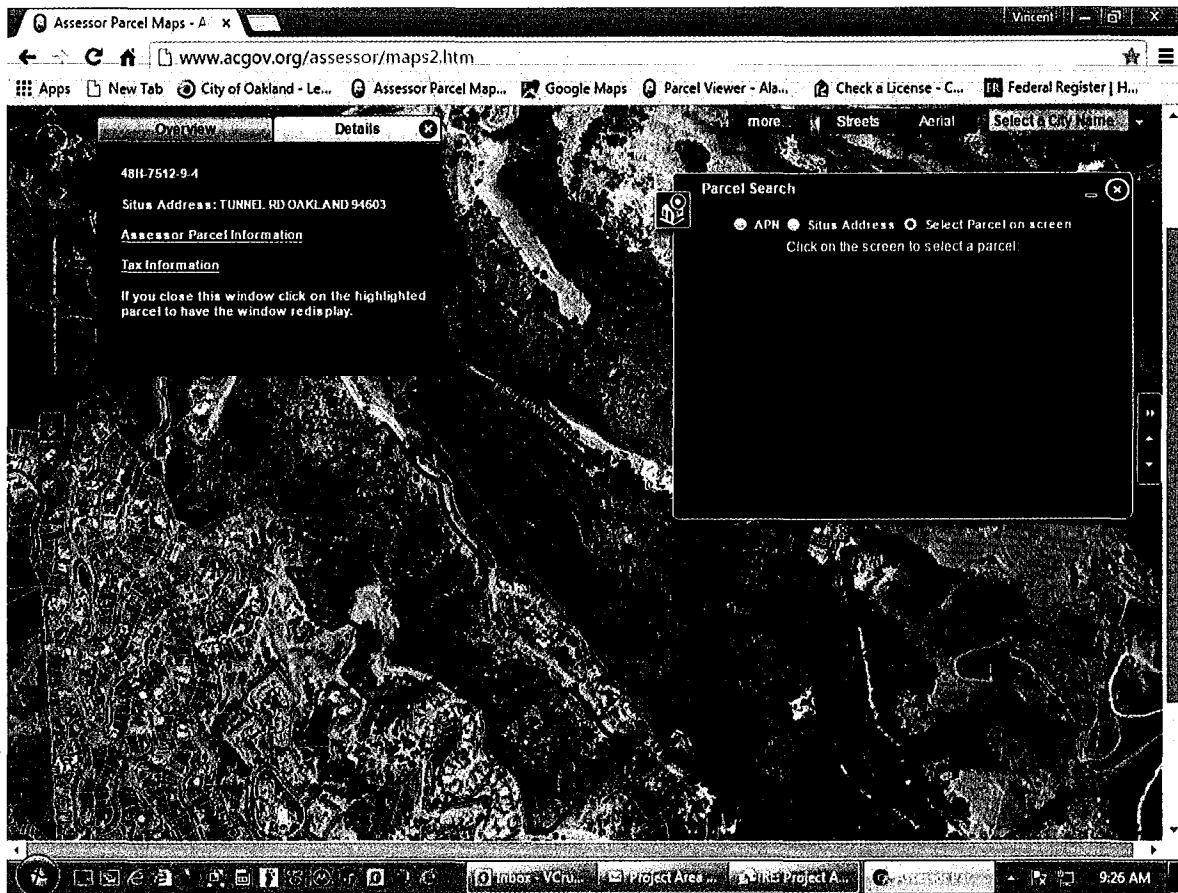 Assessor Parcel Maps - A
Vincent
www.acgov.org/assessor/maps2.htm
Apps
New Tab
City of Oakland - Le...
Assessor Parcel Map...
Google Maps
Parcel Viewer - Ala...
Check a License - C...
FR
Federal Register | H...
Overview
Details
more
Streets
Aerial
Select a City Name
48H-7512-9-4
Situs Address: TUNNEL RD OAKLAND 94603
Assessor Parcel Information
Tax Information
If you close this window click on the highlighted
parcel to have the window redisplay.
Parcel Search
APN
Situs Address
Select Parcel on screen
Click on the screen to select a parcel
Inbox - VCru...
Project Area ...
RE: Project A...
9:26 AM